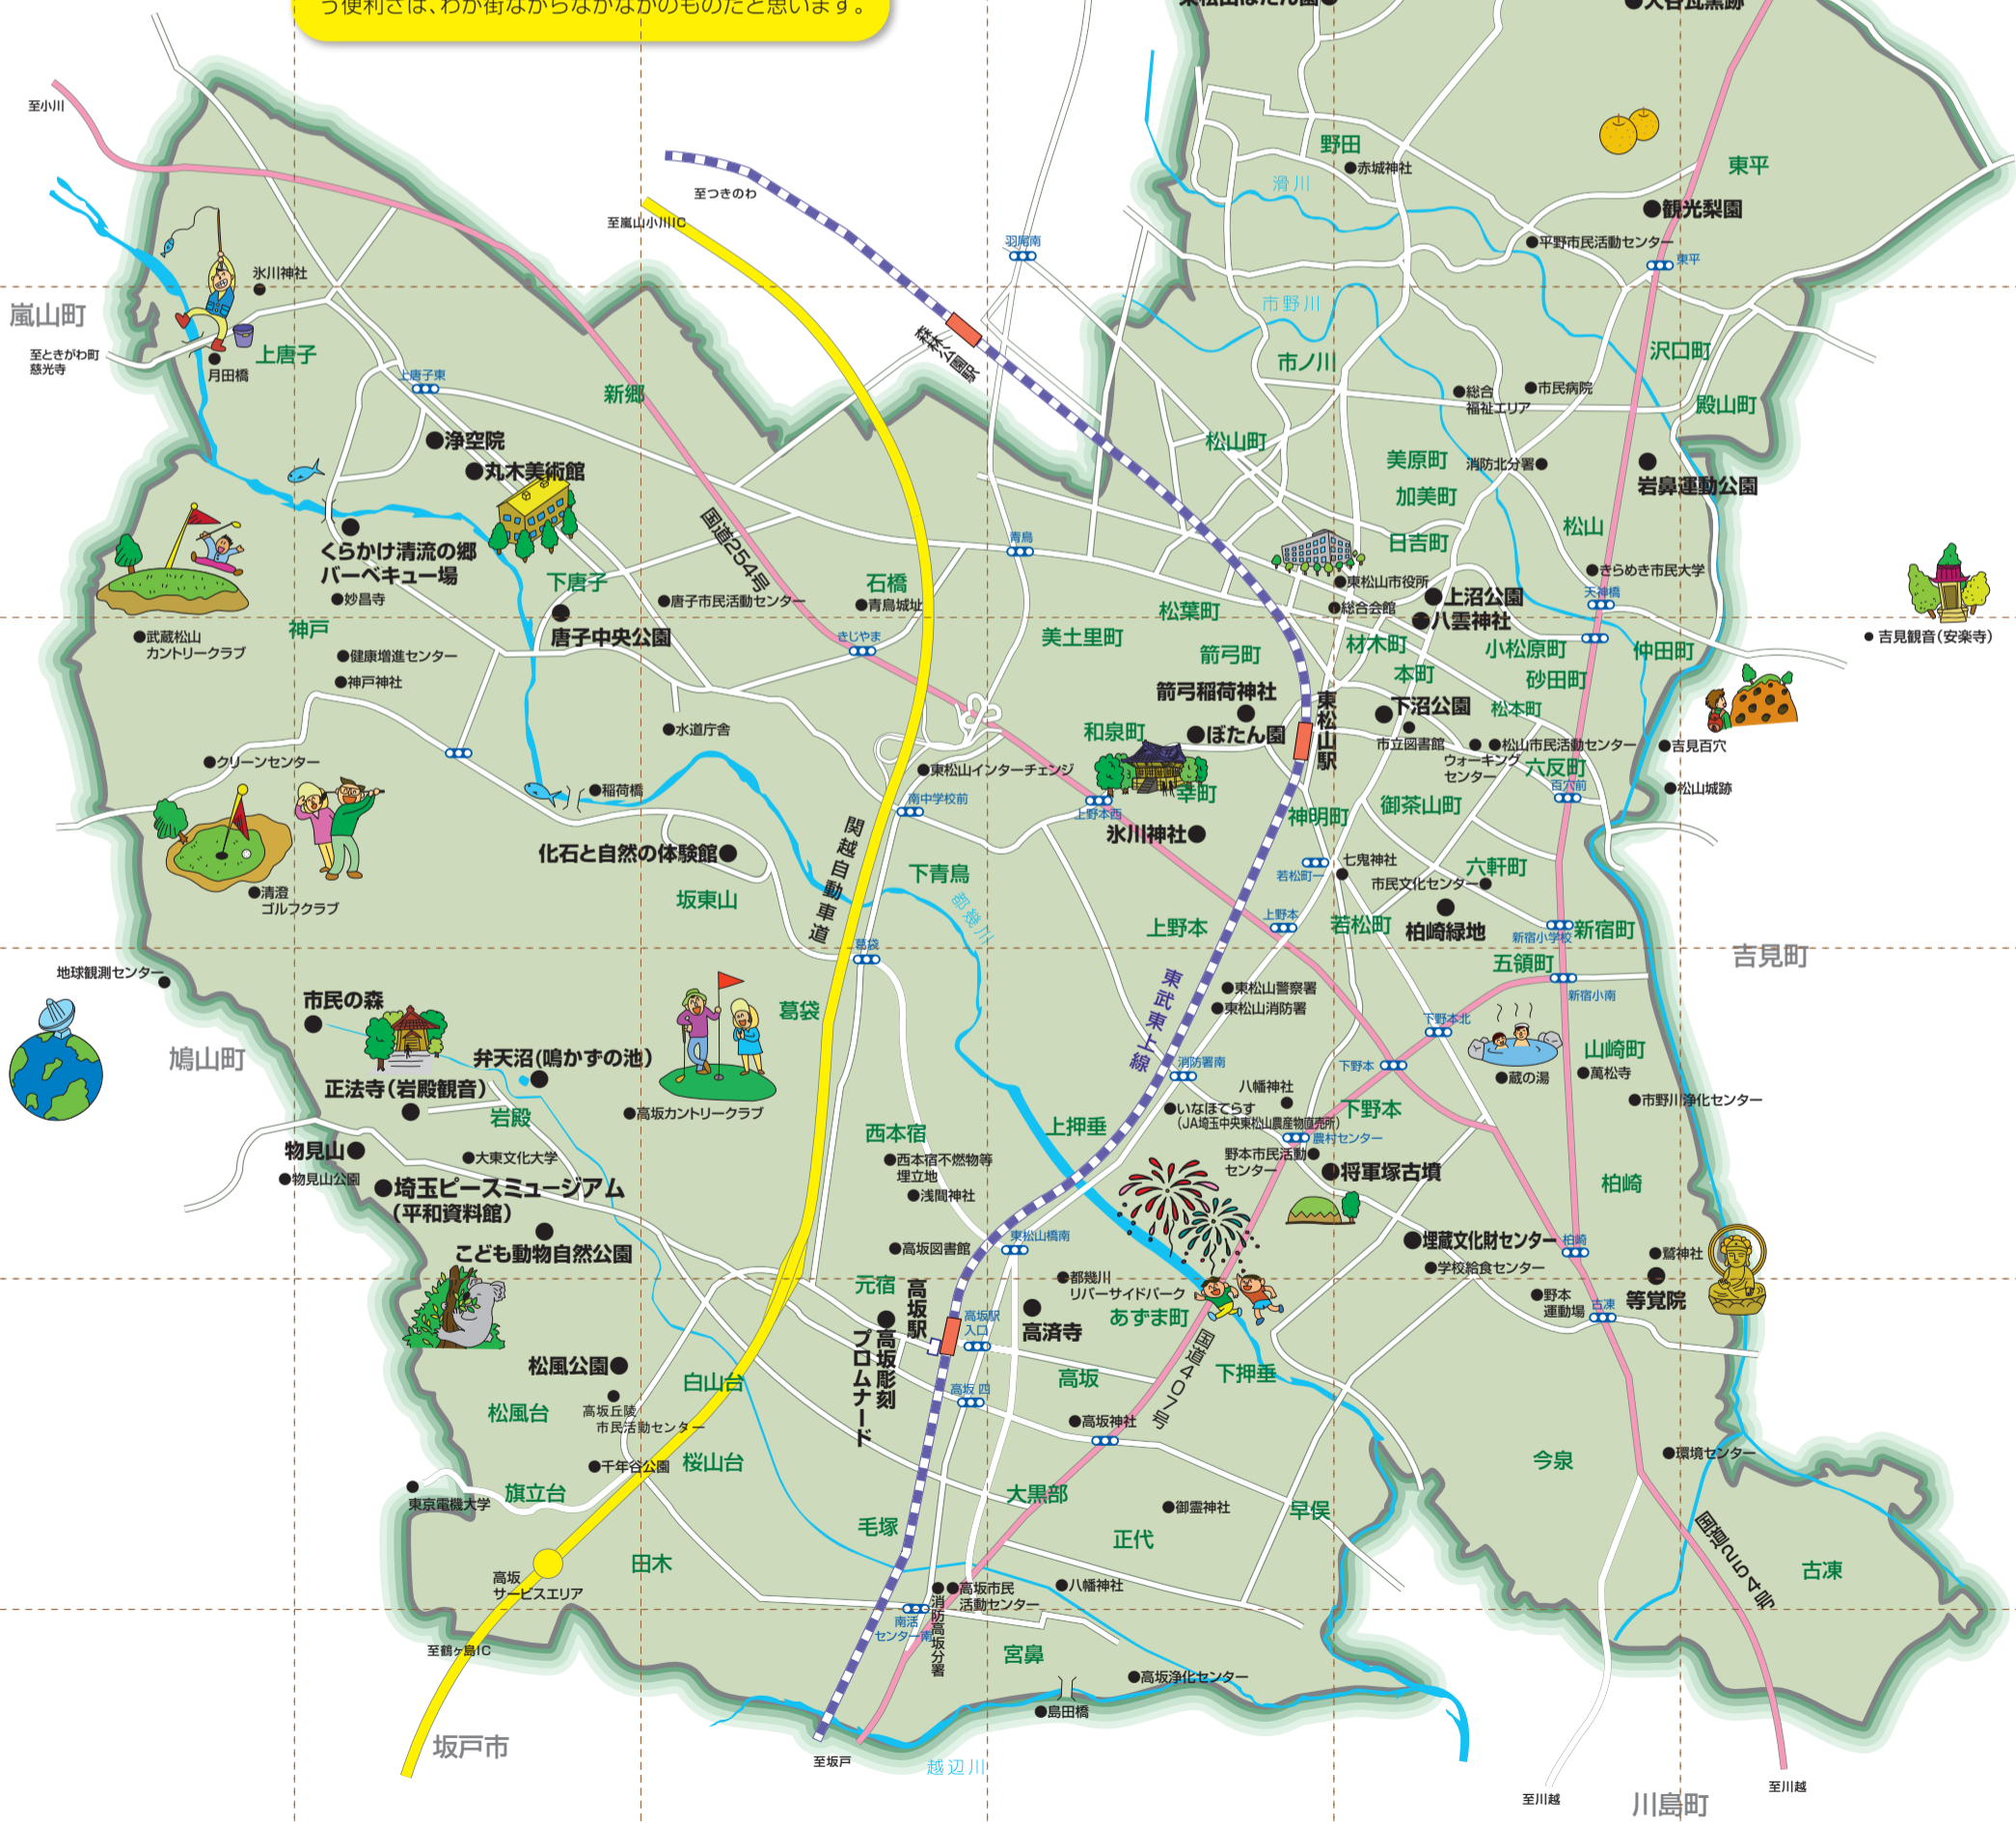 う便利さは、わが街ながらなかなかのものだと思います。
東松山ぼたん園
大谷瓦窯跡
至小川
野田
赤城神社
東平
滑川
至つきのわ
観光梨園
至嵐山小川IC
羽尾南
平野市民活動センター
東平
氷川神社
市野川
嵐山町
森林公園駅
至ときがわ町
慈光寺
上唐子
月田橋
上唐子東
市ノ川
沢口町
新郷
総合
福祉エリア
市民病院
殿山町
浄空院
松山町
丸木美術館
美原町
消防北分署
岩鼻運動公園
加美町
国道254号
松山
くらかけ清流の郷
バーベキュー場
青鳥
日吉町
下唐子
石橋
東松山市役所
きらめき市民大学
妙昌寺
唐子市民活動センター
青鳥城址
松葉町
総合会館
上沼公園
天神橋
八雲神社
神戸
武蔵松山
カントリークラブ
唐子中央公園
きじやま
美土里町
箭弓町
材木町
小松原町
仲田町
吉見観音(安楽寺)
健康増進センター
神戸神社
本町
砂田町
箭弓稲荷神社
東松山駅
下沼公園
松本町
水道庁舎
和泉町
ぼたん園
市立図書館
松山市民活動センター
ウォーキング
センター
吉見百穴
クリーンセンター
東松山インターチェンジ
六反町
百穴前
松山城跡
稲荷橋
南中学校前
幸町
上野本西
神明町
御茶山町
氷川神社
化石と自然の体験館
関越自動車道
下青鳥
若松町一
七鬼神社
市民文化センター
六軒町
清澄
ゴルフクラブ
坂東山
都幾川
上野本
上野本
若松町
柏崎緑地
新宿小学校
新宿町
葛袋
五領町
吉見町
地球観測センター
市民の森
葛袋
東武東上線
東松山警察署
東松山消防署
新宿小南
下野本北
鳩山町
弁天沼(鳴かずの池)
消防署南
下野本
山崎町
蔵の湯
萬松寺
正法寺(岩殿観音)
岩殿
高坂カントリークラブ
八幡神社
いなほてらす
(JA埼玉中央東松山農産物直売所)
下野本
市野川浄化センター
西本宿
上押垂
農村センター
物見山
大東文化大学
西本宿不燃物等
埋立地
野本市民活動
センター
将軍塚古墳
物見山公園
埼玉ピースミュージアム
(平和資料館)
浅間神社
柏崎
こども動物自然公園
高坂図書館
東松山橋南
埋蔵文化財センター
柏崎
鷲神社
学校給食センター
元宿
高坂駅
都幾川
リバーサイドパーク
野本
運動場
等覚院
古凍
高坂彫刻
プロムナード
高坂駅
入口
高済寺
あずま町
国道407号
松風公園
白山台
高坂
下押垂
松風台
高坂丘陵
市民活動センター
高坂 四
高坂神社
千年谷公園
桜山台
今泉
環境センター
東京電機大学
旗立台
大黒部
御霊神社
早俣
毛塚
正代
国道254号
田木
古凍
高坂
サービスエリア
高坂市民
活動センター
八幡神社
南活
センター南
消防高坂分署
至鶴ヶ島IC
宮鼻
高坂浄化センター
島田橋
坂戸市
至坂戸
越辺川
至川越
至川越
川島町